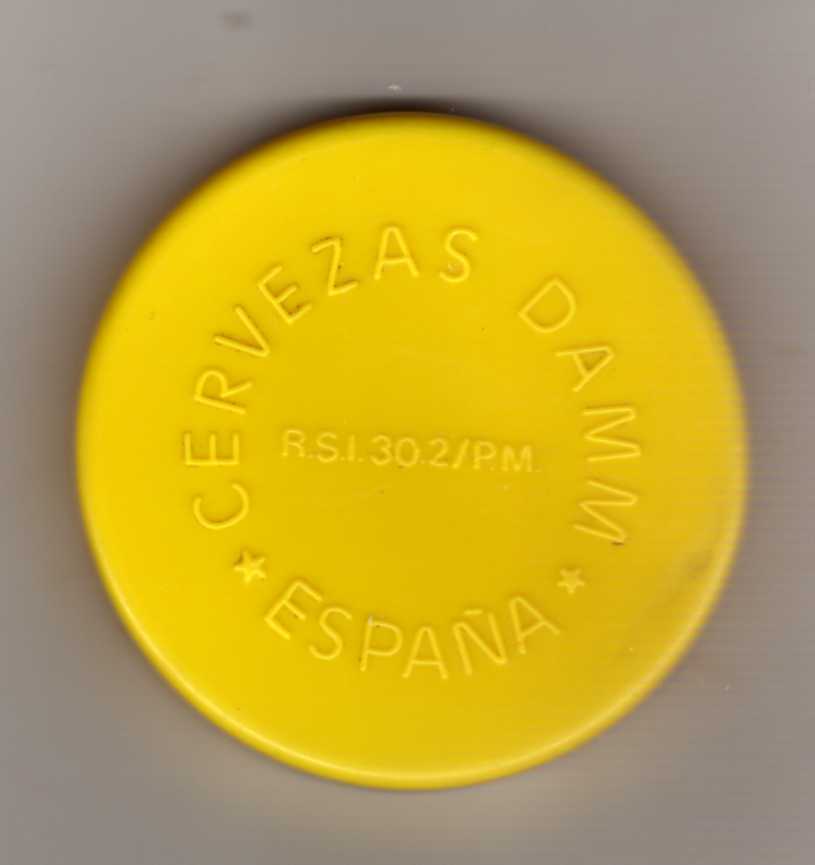 CERVEZAS DAMM
R.S.I. 30.2/P.M.
★ ESPAÑA ★